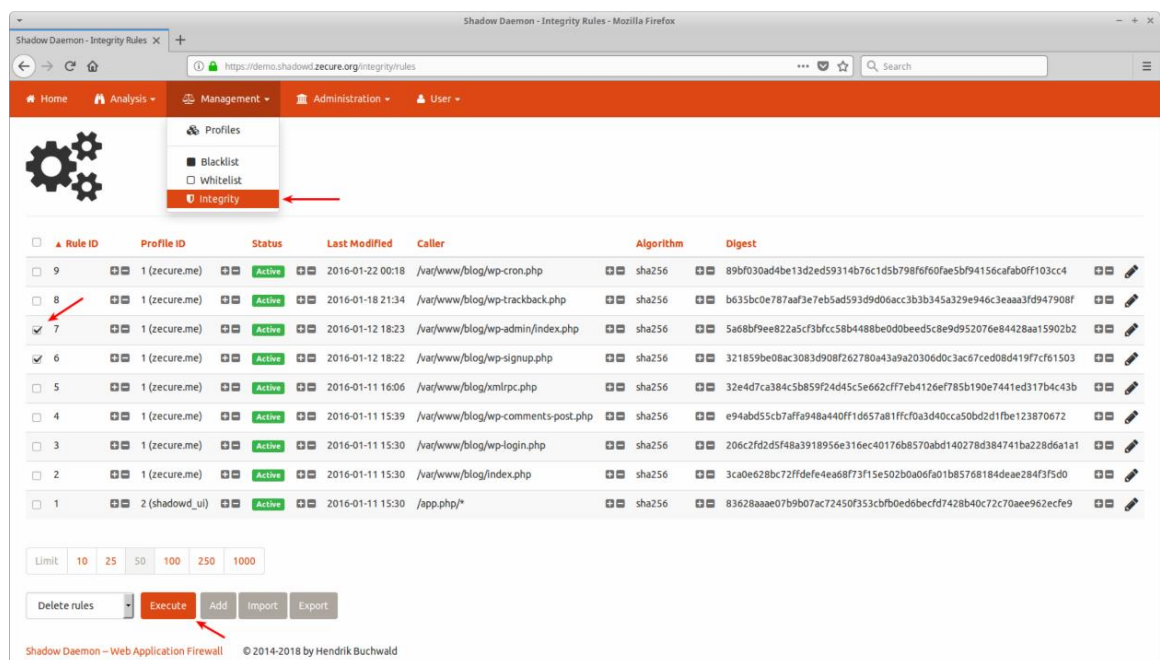 Shadow Daemon - Integrity Rules - Mozilla Firefox
Shadow Daemon - Integrity Rules
https://demo.shadowd.zecure.org/integrity/rules
Search
Home Analysis Management Administration User
Profiles
Blacklist
Whitelist
Integrity
Rule ID Profile ID Status Last Modified Caller Algorithm Digest
9 1 (zecure.me) Active 2016-01-22 00:18 /var/www/blog/wp-cron.php sha256 89bf030ad4be13d2ed59314b76c1d5b798f6f60fae5bf94156cafab0ff103cc4
8 1 (zecure.me) Active 2016-01-18 21:34 /var/www/blog/wp-trackback.php sha256 b635bc0e787aaf3e7eb5ad593d9d06acc3b3b345a329e946c3eaaa3fd947908f
7 1 (zecure.me) Active 2016-01-12 18:23 /var/www/blog/wp-admin/index.php sha256 5a68bf9ee822a5cf3bfcc58b4488be0d0beed5c8e9d952076e84428aa15902b2
6 1 (zecure.me) Active 2016-01-12 18:22 /var/www/blog/wp-signup.php sha256 321859be08ac3083d908f262780a43a9a20306d0c3ac67ced08d419f7cf61503
5 1 (zecure.me) Active 2016-01-11 16:06 /var/www/blog/xmlrpc.php sha256 32e4d7ca384c5b859f24d45c5e662cff7eb4126ef785b190e7441ed317b4c43b
4 1 (zecure.me) Active 2016-01-11 15:39 /var/www/blog/wp-comments-post.php sha256 e94abd55cb7affa948a440ff1d657a81ffcf0a3d40cca50bd2d1fbe123870672
3 1 (zecure.me) Active 2016-01-11 15:30 /var/www/blog/wp-login.php sha256 206c2fd2d5f48a3918956e316ec40176b8570abd140278d384741ba228d6a1a1
2 1 (zecure.me) Active 2016-01-11 15:30 /var/www/blog/index.php sha256 3ca0e628bc72ffdefe4ea68f73f15e502b0a06fa01b85768184deae284f3f5d0
1 2 (shadowd_ui) Active 2016-01-11 15:30 /app.php/* sha256 83628aaae07b9b07ac72450f353cbfb0ed6becfd7428b40c72c70aee962ecfe9
Limit 10 25 50 100 250 1000
Delete rules Execute Add Import Export
Shadow Daemon — Web Application Firewall © 2014-2018 by Hendrik Buchwald